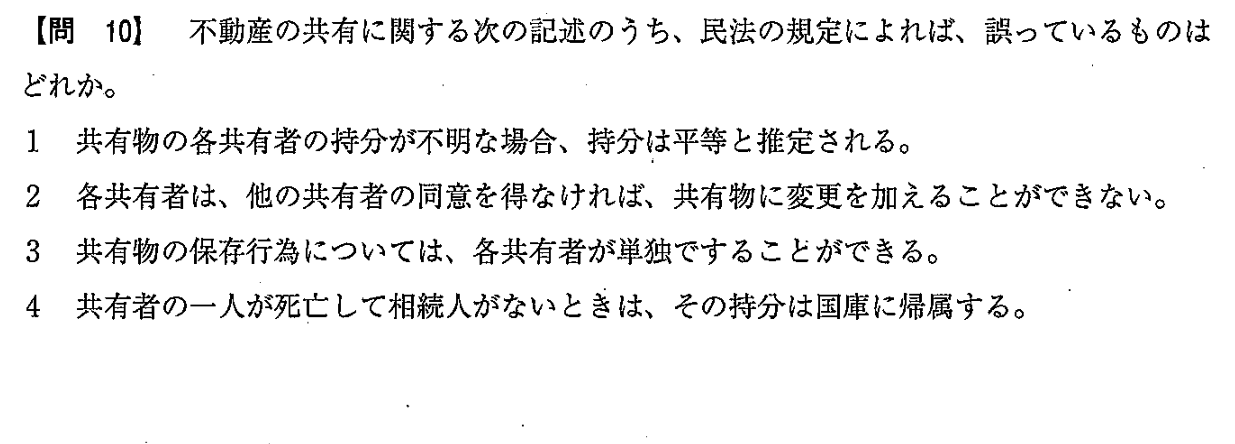 【問　10】　不動産の共有に関する次の記述のうち、民法の規定によれば、誤っているものは
どれか。
1　共有物の各共有者の持分が不明な場合、持分は平等と推定される。
2　各共有者は、他の共有者の同意を得なければ、共有物に変更を加えることができない。
3　共有物の保存行為については、各共有者が単独ですることができる。
4　共有者の一人が死亡して相続人がないときは、その持分は国庫に帰属する。